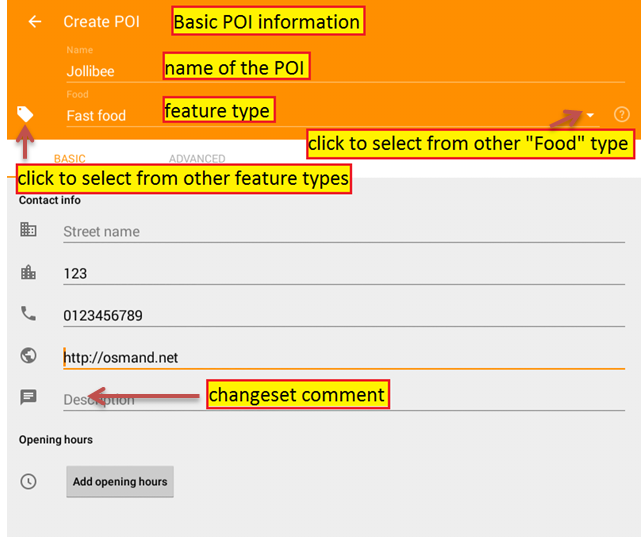 Create POI
Basic POI information
Name
Jollibee
name of the POI
Food
Fast food
feature type
click to select from other "Food" type
BASIC
ADVANCED
click to select from other feature types
Contact info
Street name
123
0123456789
http://osmand.net
Description
changeset comment
Opening hours
Add opening hours